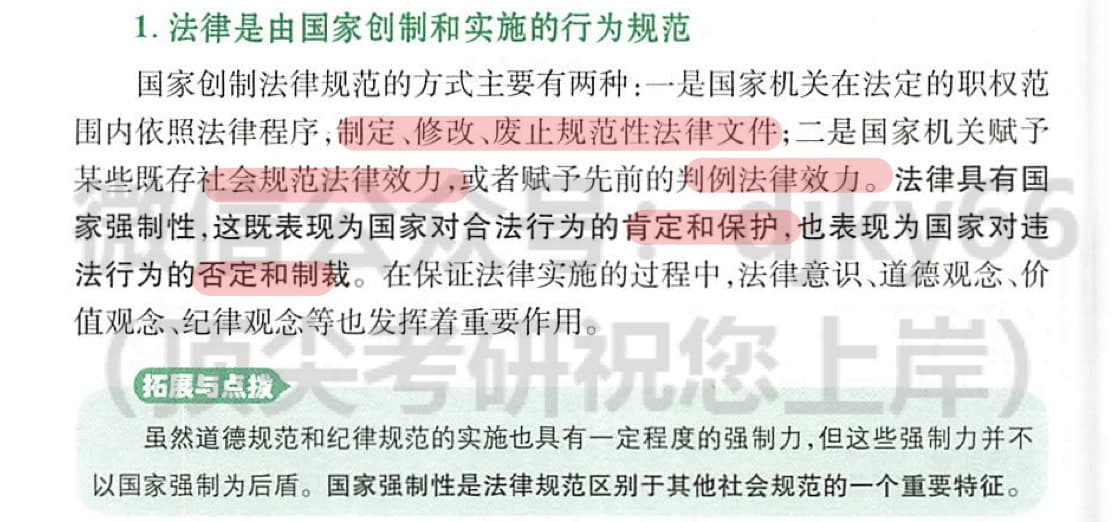 1. 法律是由国家创制和实施的行为规范
国家创制法律规范的方式主要有两种:一是国家机关在法定的职权范
围内依照法律程序,制定、修改、废止规范性法律文件;二是国家机关赋予
某些既存社会规范法律效力,或者赋予先前的判例法律效力。法律具有国
家强制性,这既表现为国家对合法行为的肯定和保护,也表现为国家对违
法行为的否定和制裁。在保证法律实施的过程中,法律意识、道德观念、价
值观念、纪律观念等也发挥着重要作用。
(顶尖考研祝您上岸)
拓展与点拨
虽然道德规范和纪律规范的实施也具有一定程度的强制力,但这些强制力并不
以国家强制为后盾。国家强制性是法律规范区别于其他社会规范的一个重要特征。